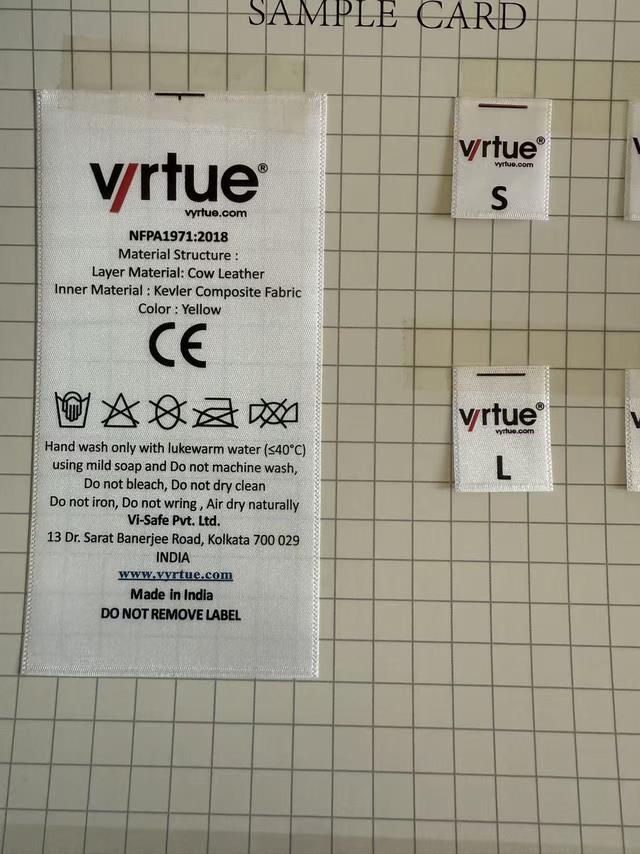 SAMPLE CARD
vyrtue®
vyrtue.com
NFPA1971:2018
Material Structure :
Layer Material: Cow Leather
Inner Material : Kevler Composite Fabric
Color : Yellow
CE
Hand wash only with lukewarm water (≤40°C)
using mild soap and Do not machine wash,
Do not bleach, Do not dry clean
Do not iron, Do not wring , Air dry naturally
Vi-Safe Pvt. Ltd.
13 Dr. Sarat Banerjee Road, Kolkata 700 029
INDIA
www.vyrtue.com
Made in India
DO NOT REMOVE LABEL
vyrtue®
vyrtue.com
S
vyrtue®
vyrtue.com
L